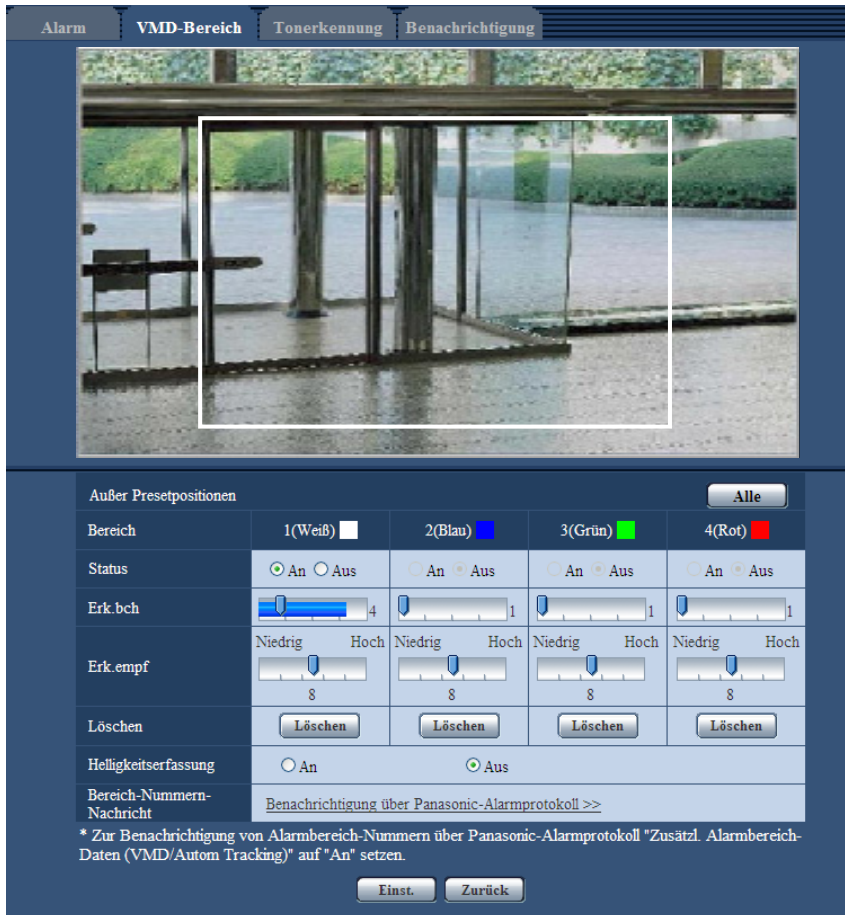 Alarm VMD-Bereich Tonerkennung Benachrichtigung
Außer Presetpositionen Alle
Bereich 1(Weiß) 2(Blau) 3(Grün) 4(Rot)
Status An Aus An Aus An Aus An Aus
Erk.bch 4 1 1 1
Niedrig Hoch Niedrig Hoch Niedrig Hoch Niedrig Hoch
Erk.empf
8 8 8 8
Löschen Löschen Löschen Löschen Löschen
Helligkeitserfassung An Aus
Bereich-Nummern-
Nachricht Benachrichtigung über Panasonic-Alarmprotokoll >>
* Zur Benachrichtigung von Alarmbereich-Nummern über Panasonic-Alarmprotokoll "Zusätzl. Alarmbereich-
Daten (VMD/Autom Tracking)" auf "An" setzen.
Einst. Zurück